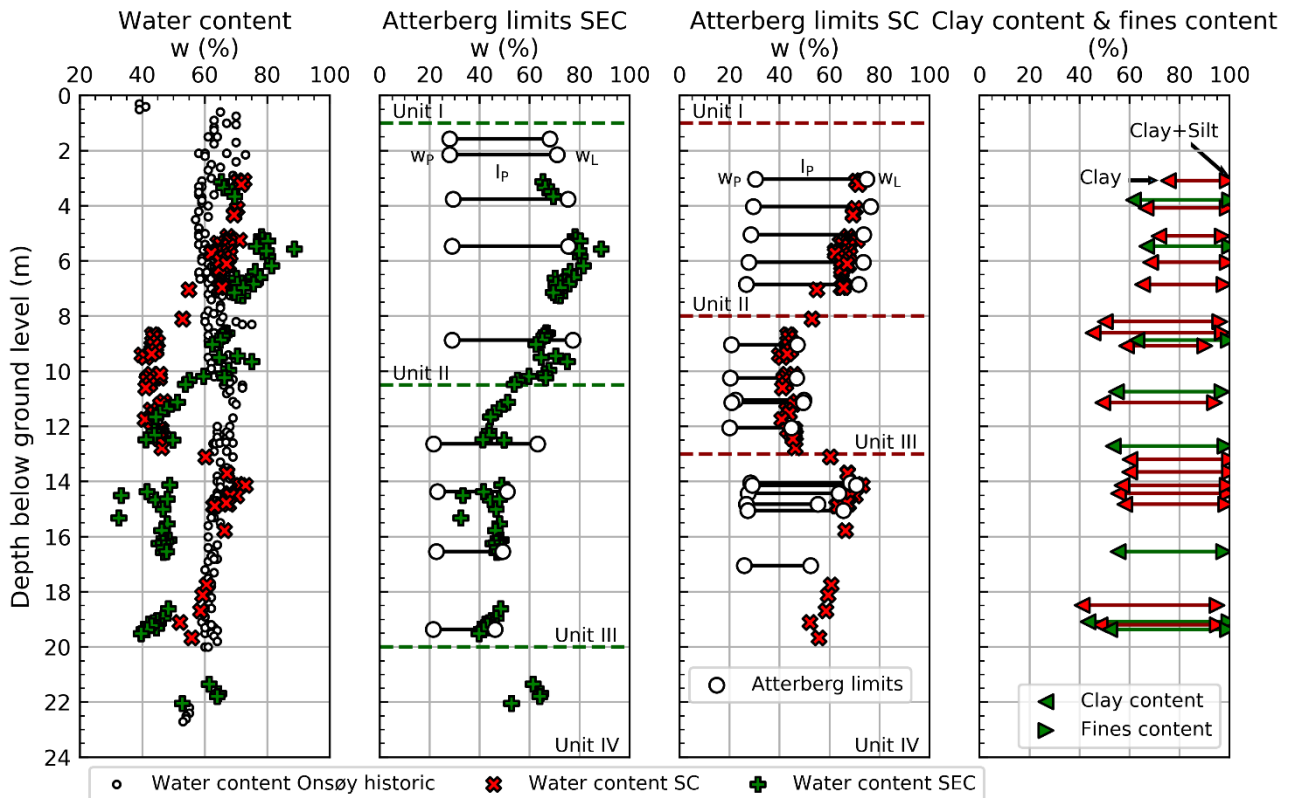 Water content
w (%)
Atterberg limits SEC
w (%)
Atterberg limits SC
w (%)
Clay content & fines content
(%)
20 40 60 80 100
0 20 40 60 80 100
0 20 40 60 80 100
0 20 40 60 80 100
Depth below ground level (m)
0
2
4
6
8
10
12
14
16
18
20
22
24
Unit I
wP
IP
wL
Unit II
Unit III
Unit IV
Unit I
wP
IP
wL
Unit II
Unit III
Atterberg limits
Unit IV
Clay+Silt
Clay
Clay content
Fines content
Water content Onsøy historic
Water content SC
Water content SEC